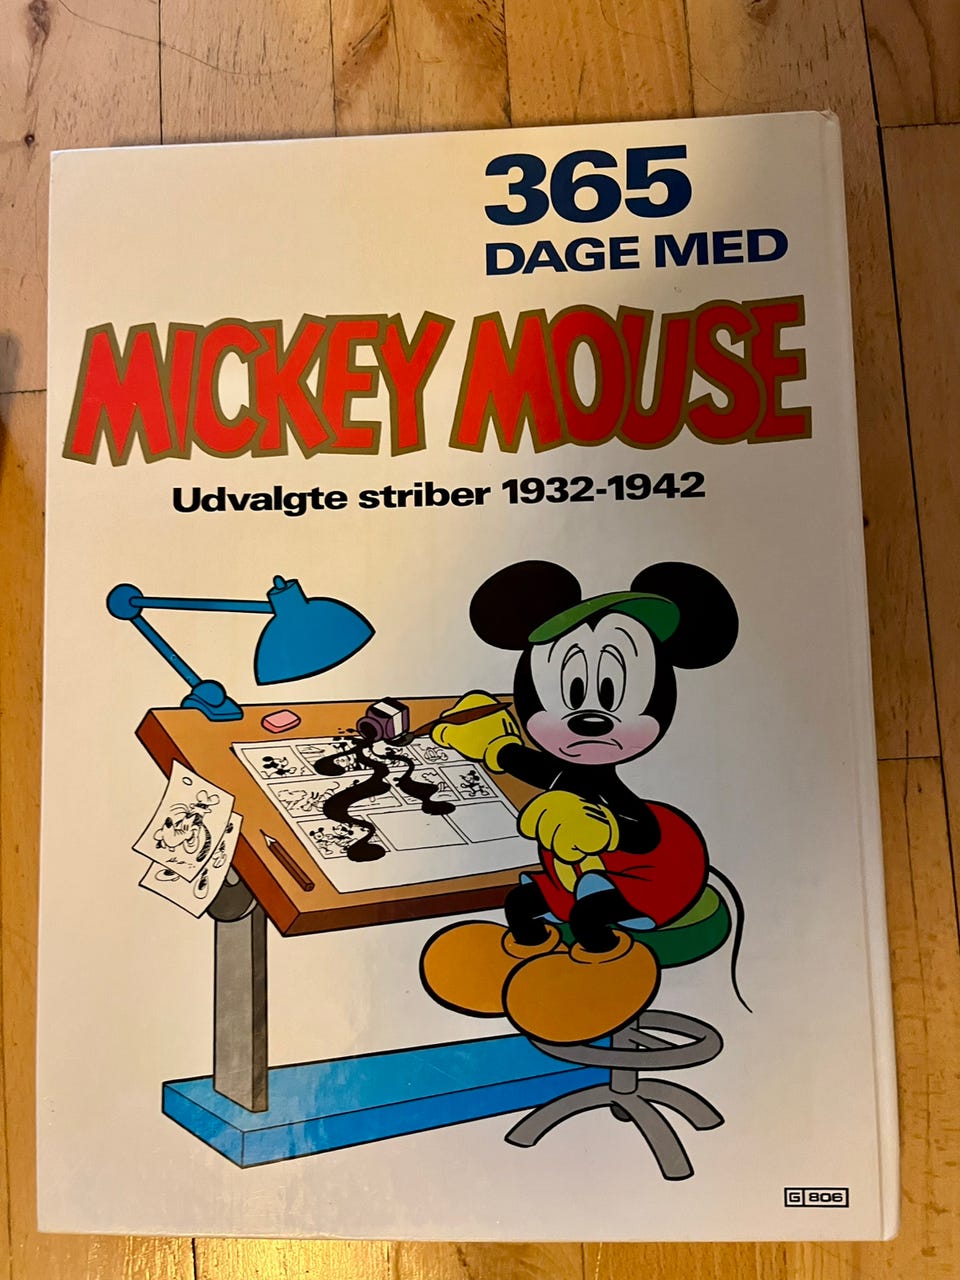 365
DAGE MED
MICKEY MOUSE
Udvalgte striber 1932-1942
G 806